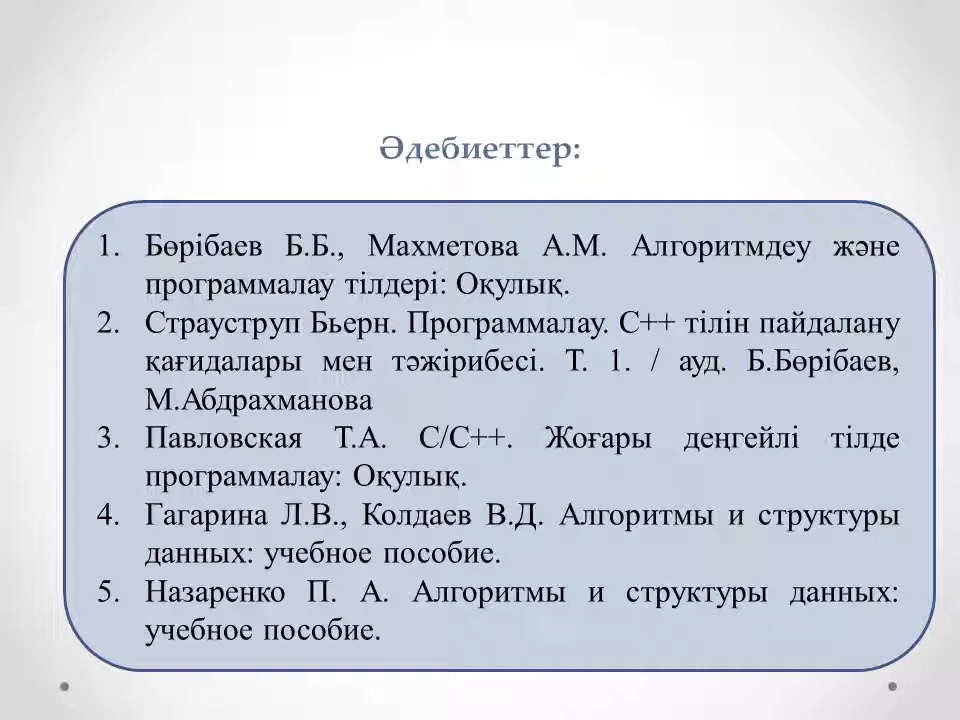 Әдебиеттер:
1. Бөрібаев Б.Б., Махметова А.М. Алгоритмдеу және
программалау тілдері: Оқулық.
2. Страуструп Бьерн. Программалау. С++ тілін пайдалану
қағидалары мен тәжірибесі. Т. 1. / ауд. Б.Бөрібаев,
М.Абдрахманова
3. Павловская Т.А. С/С++. Жоғары деңгейлі тілде
программалау: Оқулық.
4. Гагарина Л.В., Колдаев В.Д. Алгоритмы и структуры
данных: учебное пособие.
5. Назаренко П. А. Алгоритмы и структуры данных:
учебное пособие.